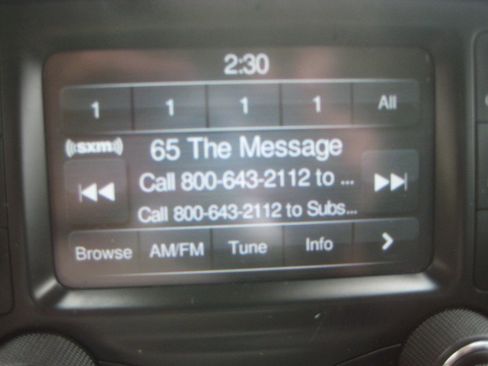 2:30
1 1 1 1 All
((sxm))
65 The Message
Call 800-643-2112 to ...
Call 800-643-2112 to Subs...
Browse AM/FM Tune Info